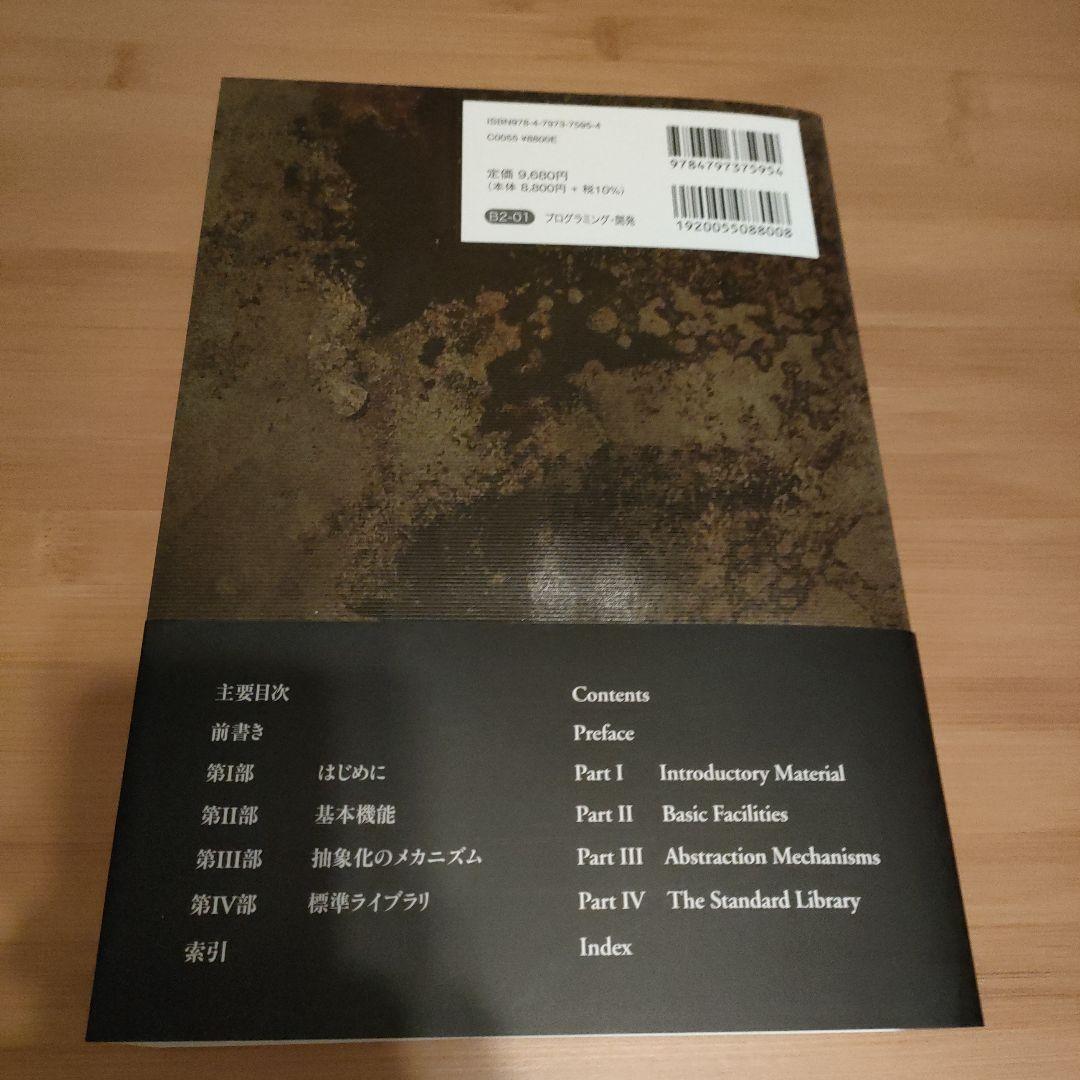 ISBN978-4-7973-7595-4
C0055 ¥8800E
定価 9,680円
(本体 8,800円 + 税10%)
B2-01 プログラミング・開発
9784797375954
1920055088008
主要目次
前書き
第I部 はじめに
第II部 基本機能
第III部 抽象化のメカニズム
第IV部 標準ライブラリ
索引
Contents
Preface
Part I Introductory Material
Part II Basic Facilities
Part III Abstraction Mechanisms
Part IV The Standard Library
Index